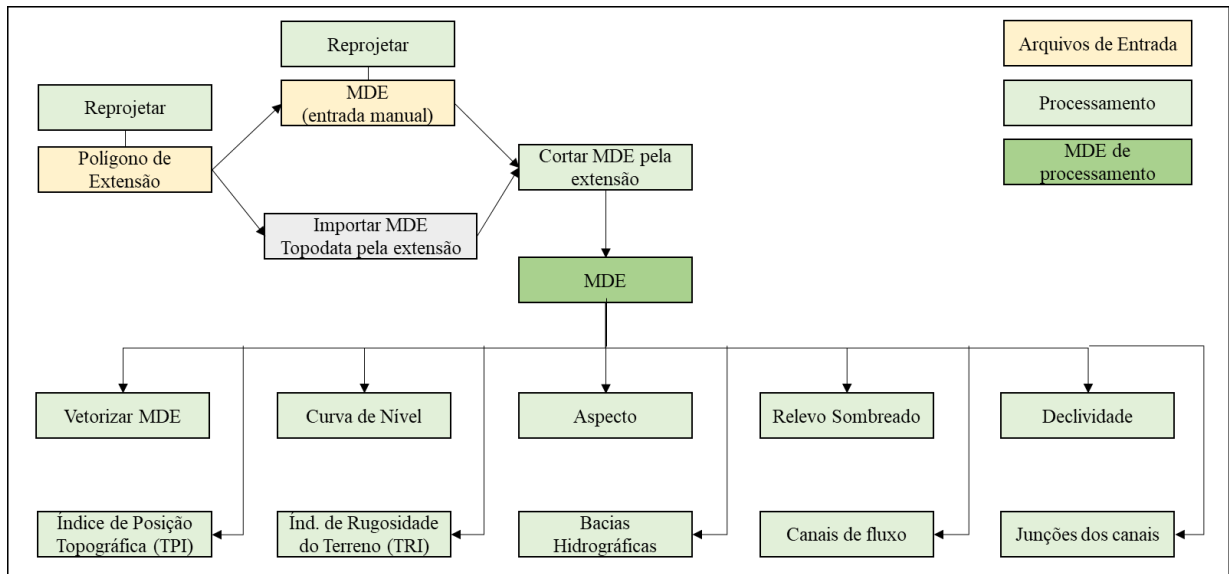 Reprojetar
MDE
(entrada manual)
Reprojetar
Polígono de
Extensão
Importar MDE
Topodata pela extensão
Cortar MDE pela
extensão
MDE
Arquivos de Entrada
Processamento
MDE de
processamento
Vetorizar MDE
Curva de Nível
Aspecto
Relevo Sombreado
Declividade
Índice de Posição
Topográfica (TPI)
Índ. de Rugosidade
do Terreno (TRI)
Bacias
Hidrográficas
Canais de fluxo
Junções dos canais